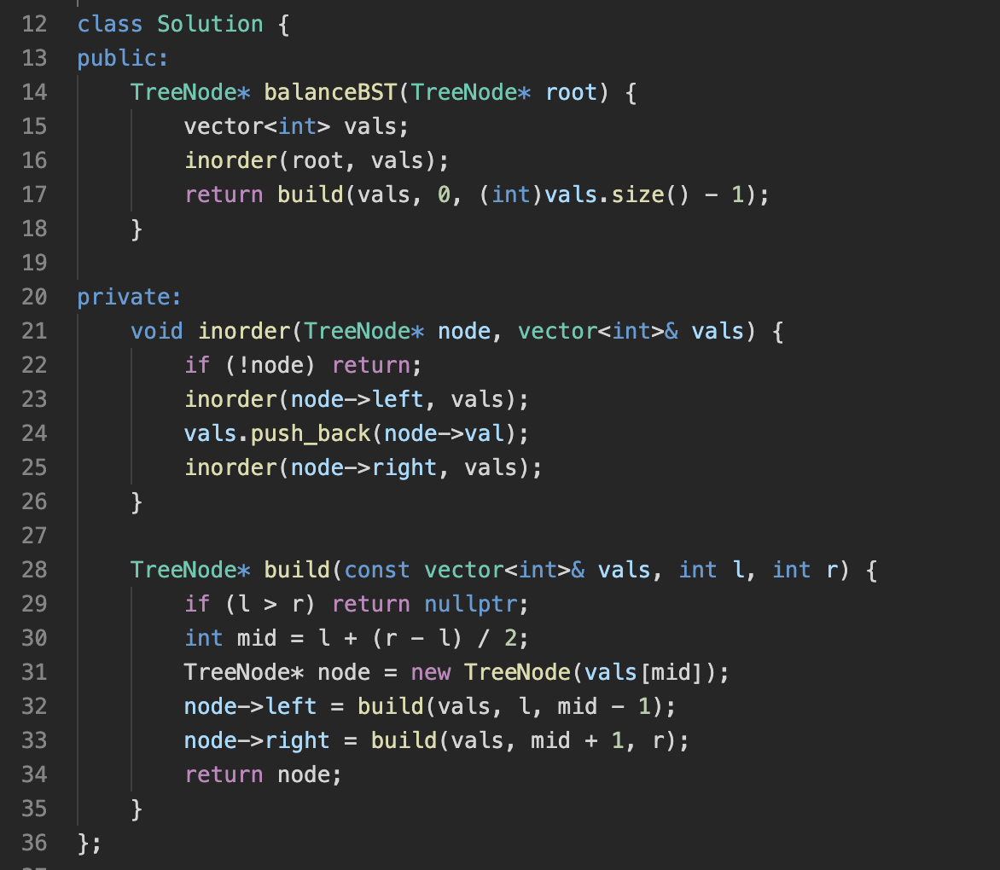 12 class Solution {
13 public:
14     TreeNode* balanceBST(TreeNode* root) {
15         vector<int> vals;
16         inorder(root, vals);
17         return build(vals, 0, (int)vals.size() - 1);
18     }
19
20 private:
21     void inorder(TreeNode* node, vector<int>& vals) {
22         if (!node) return;
23         inorder(node->left, vals);
24         vals.push_back(node->val);
25         inorder(node->right, vals);
26     }
27
28     TreeNode* build(const vector<int>& vals, int l, int r) {
29         if (l > r) return nullptr;
30         int mid = l + (r - l) / 2;
31         TreeNode* node = new TreeNode(vals[mid]);
32         node->left = build(vals, l, mid - 1);
33         node->right = build(vals, mid + 1, r);
34         return node;
35     }
36 };